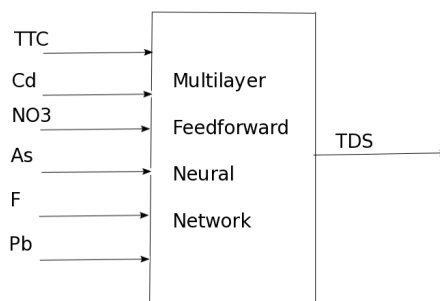 TTC
Cd
NO3
As
F
Pb
Multilayer
Feedforward
Neural
Network
TDS